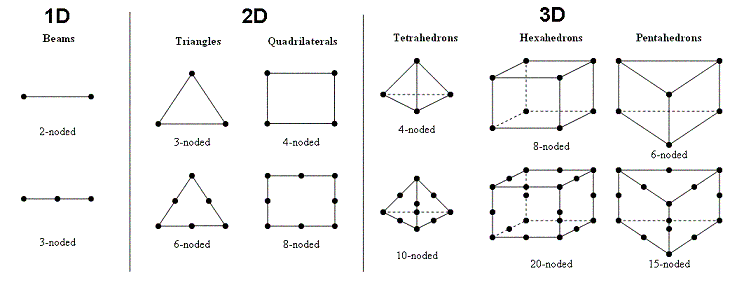 1D 2D 3D
Beams Triangles Quadrilaterals Tetrahedrons Hexahedrons Pentahedrons
2-noded 3-noded 4-noded 4-noded 8-noded 6-noded
3-noded 6-noded 8-noded 10-noded 20-noded 15-noded